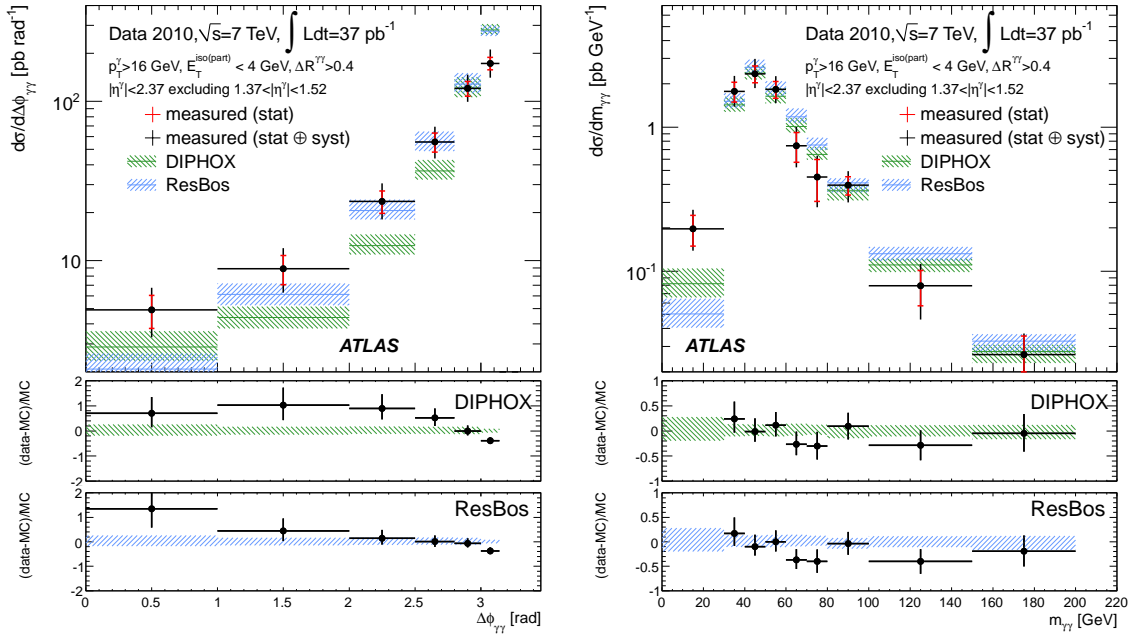 Data 2010, √s=7 TeV, ∫ Ldt=37 pb⁻¹
p_T^γ>16 GeV, E_T^iso(part) < 4 GeV, ΔR^γγ>0.4
|η^γ|<2.37 excluding 1.37<|η^γ|<1.52
measured (stat)
measured (stat ⊕ syst)
DIPHOX
ResBos
ATLAS
dσ/dΔϕ_γγ [pb rad⁻¹]
10²
10
DIPHOX
(data-MC)/MC
2
1
0
-1
-2
ResBos
(data-MC)/MC
2
1
0
-1
-2
0 0.5 1 1.5 2 2.5 3
Δϕ_γγ [rad]
Data 2010, √s=7 TeV, ∫ Ldt=37 pb⁻¹
p_T^γ>16 GeV, E_T^iso(part) < 4 GeV, ΔR^γγ>0.4
|η^γ|<2.37 excluding 1.37<|η^γ|<1.52
measured (stat)
measured (stat ⊕ syst)
DIPHOX
ResBos
ATLAS
dσ/dm_γγ [pb GeV⁻¹]
1
10⁻¹
DIPHOX
(data-MC)/MC
1
0.5
0
-0.5
-1
ResBos
(data-MC)/MC
1
0.5
0
-0.5
-1
0 20 40 60 80 100 120 140 160 180 200 220
m_γγ [GeV]